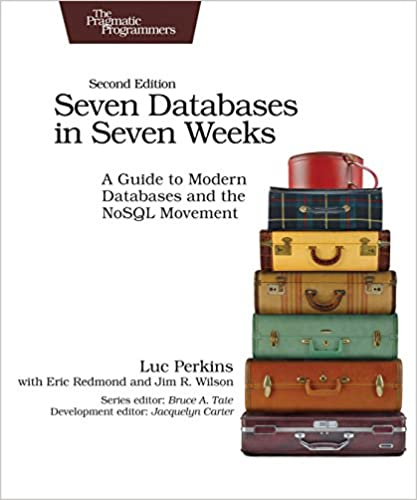 The
Pragmatic
Programmers
Second Edition
Seven Databases
in Seven Weeks
A Guide to Modern
Databases and the
NoSQL Movement
Luc Perkins
with Eric Redmond and Jim R. Wilson
Series editor: Bruce A. Tate
Development editor: Jacquelyn Carter